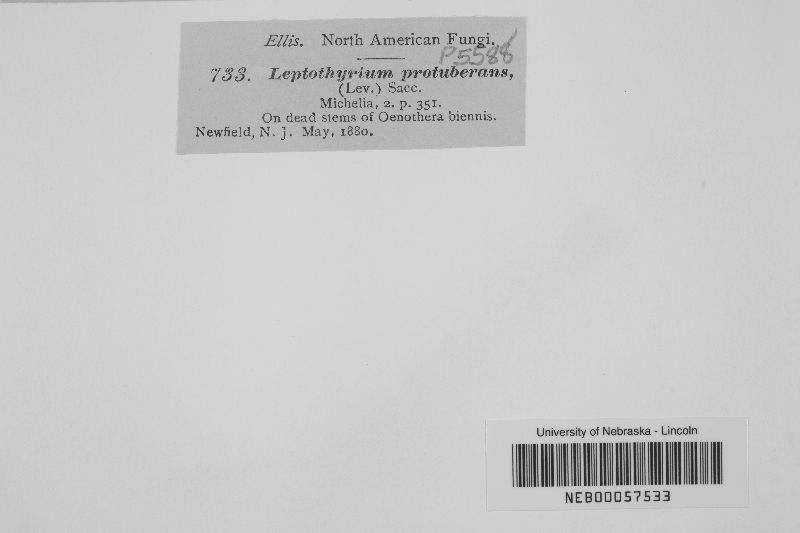 Ellis. North American Fungi.
P5588
733. Leptothyrium protuberans,
(Lev.) Sacc.
Michelia, 2. p. 351.
On dead stems of Oenothera biennis.
Newfield, N. J. May, 1880.
University of Nebraska - Lincoln
NEB00057533